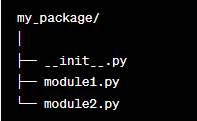 my_package/
│
├── __init__.py
├── module1.py
└── module2.py